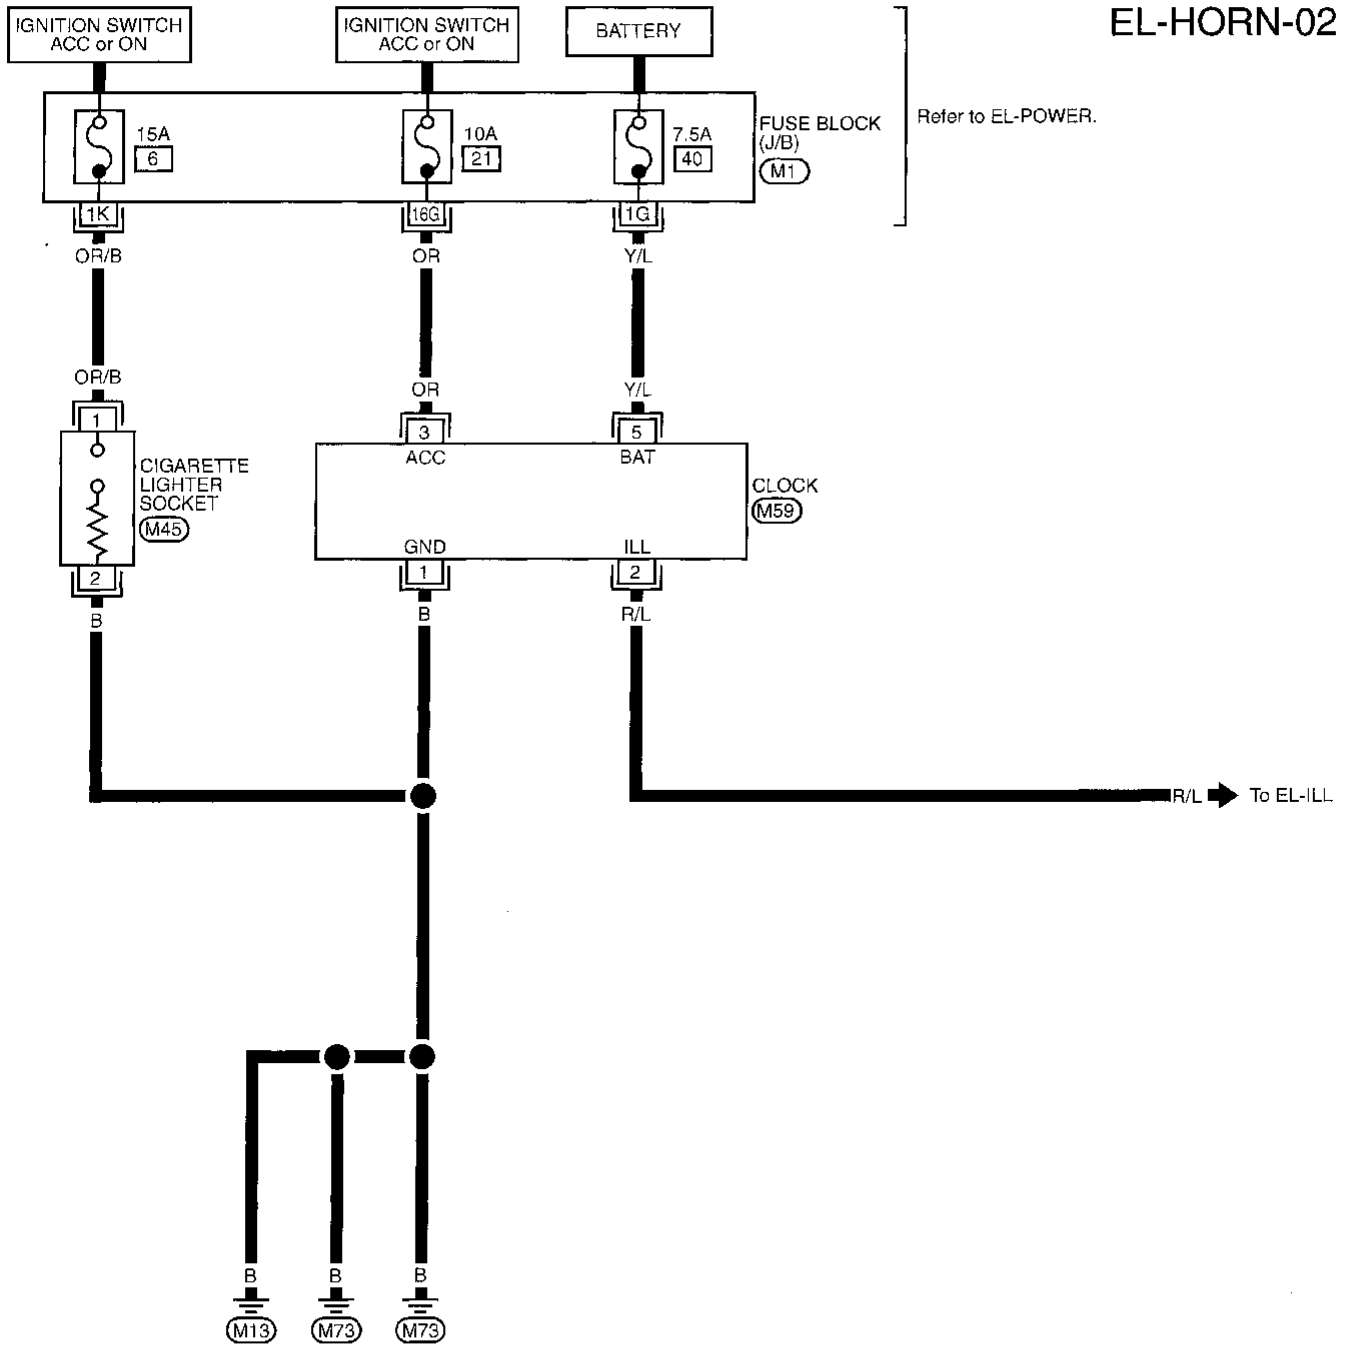 EL-HORN-02
IGNITION SWITCH
ACC or ON
IGNITION SWITCH
ACC or ON
BATTERY
Refer to EL-POWER.
15A
6
10A
21
7.5A
40
FUSE BLOCK
(J/B)
M1
1K
16G
1G
OR/B
OR
Y/L
OR/B
OR
Y/L
1
3
5
ACC
BAT
CIGARETTE
LIGHTER
SOCKET
M45
CLOCK
M59
GND
ILL
2
1
2
B
B
R/L
R/L
To EL-ILL
B
B
B
M13
M73
M73